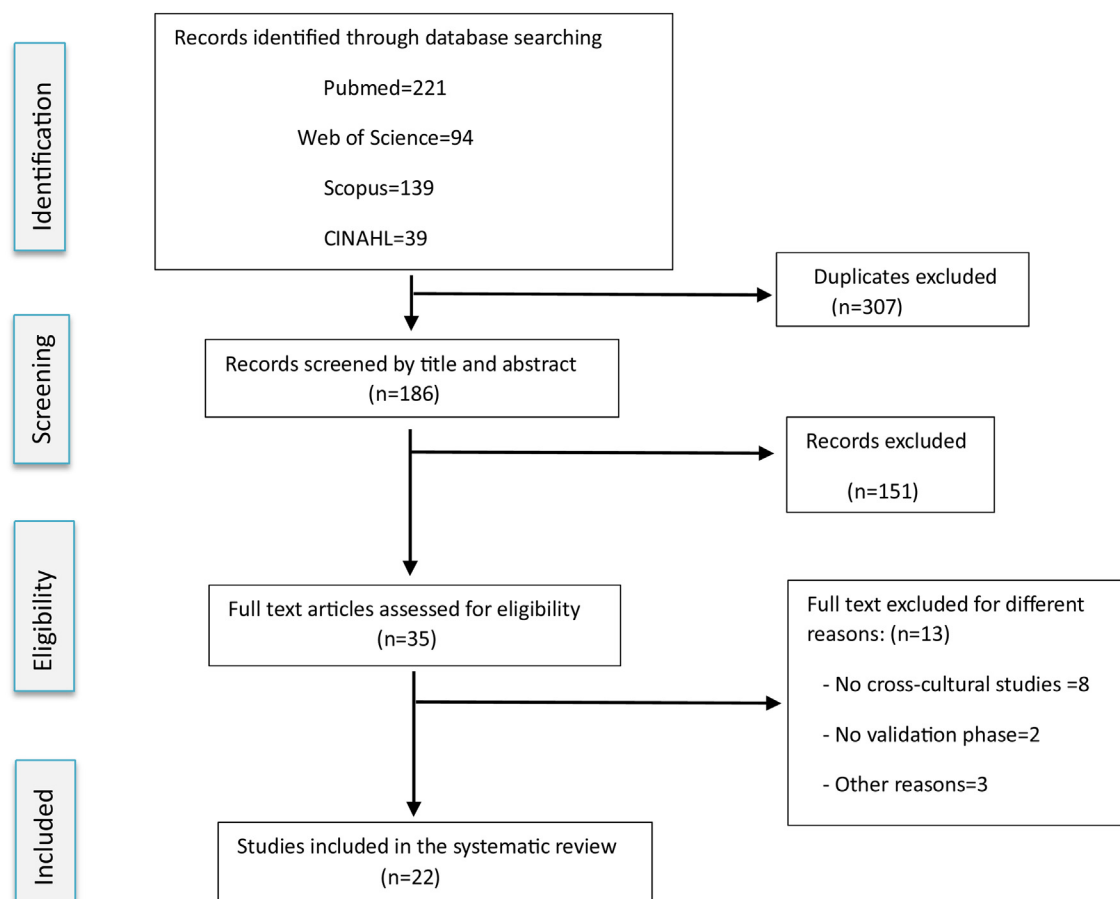 Identification
Records identified through database searching
Pubmed=221
Web of Science=94
Scopus=139
CINAHL=39
Duplicates excluded
(n=307)
Screening
Records screened by title and abstract
(n=186)
Records excluded
(n=151)
Eligibility
Full text articles assessed for eligibility
(n=35)
Full text excluded for different
reasons: (n=13)
- No cross-cultural studies =8
- No validation phase=2
- Other reasons=3
Included
Studies included in the systematic review
(n=22)